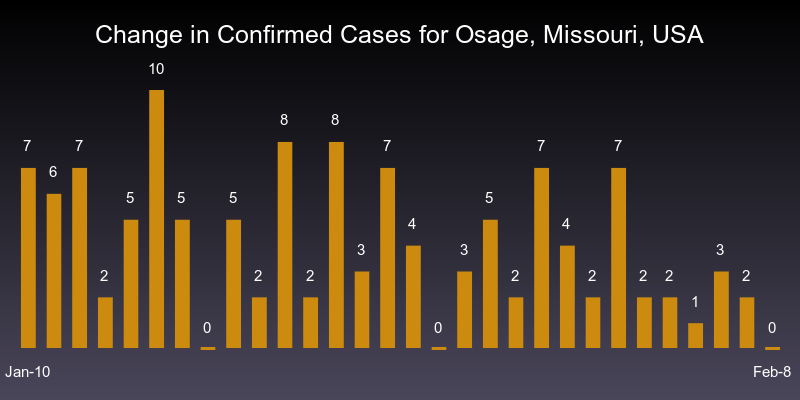 Change in Confirmed Cases for Osage, Missouri, USA
7 6 7 2 5 10 5 0 5 2 8 2 8 3 7 4 0 3 5 2 7 4 2 7 2 2 1 3 2 0
Jan-10 Feb-8